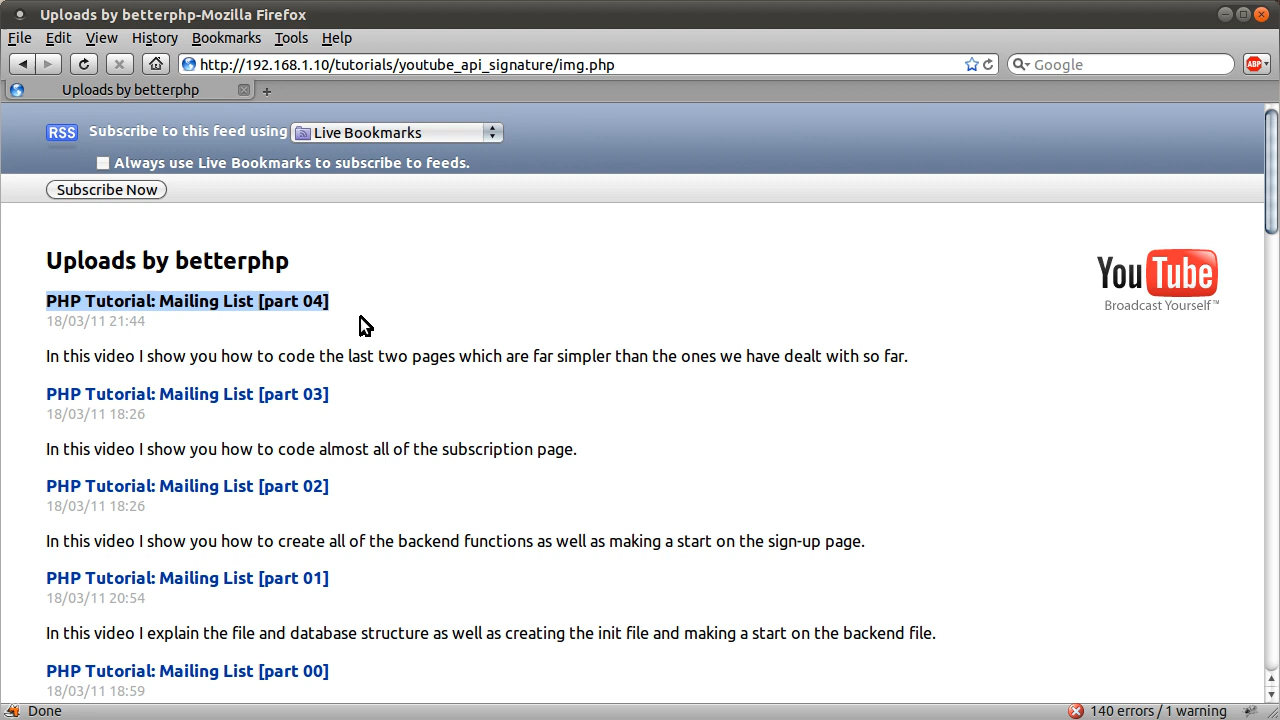 Uploads by betterphp-Mozilla Firefox
File Edit View History Bookmarks Tools Help
http://192.168.1.10/tutorials/youtube_api_signature/img.php
Google
ABP
Uploads by betterphp
RSS
Subscribe to this feed using
Live Bookmarks
Always use Live Bookmarks to subscribe to feeds.
Subscribe Now
Uploads by betterphp
YouTube
Broadcast Yourself™
PHP Tutorial: Mailing List [part 04]
18/03/11 21:44
In this video I show you how to code the last two pages which are far simpler than the ones we have dealt with so far.
PHP Tutorial: Mailing List [part 03]
18/03/11 18:26
In this video I show you how to code almost all of the subscription page.
PHP Tutorial: Mailing List [part 02]
18/03/11 18:26
In this video I show you how to create all of the backend functions as well as making a start on the sign-up page.
PHP Tutorial: Mailing List [part 01]
18/03/11 20:54
In this video I explain the file and database structure as well as creating the init file and making a start on the backend file.
PHP Tutorial: Mailing List [part 00]
18/03/11 18:59
Done
140 errors / 1 warning